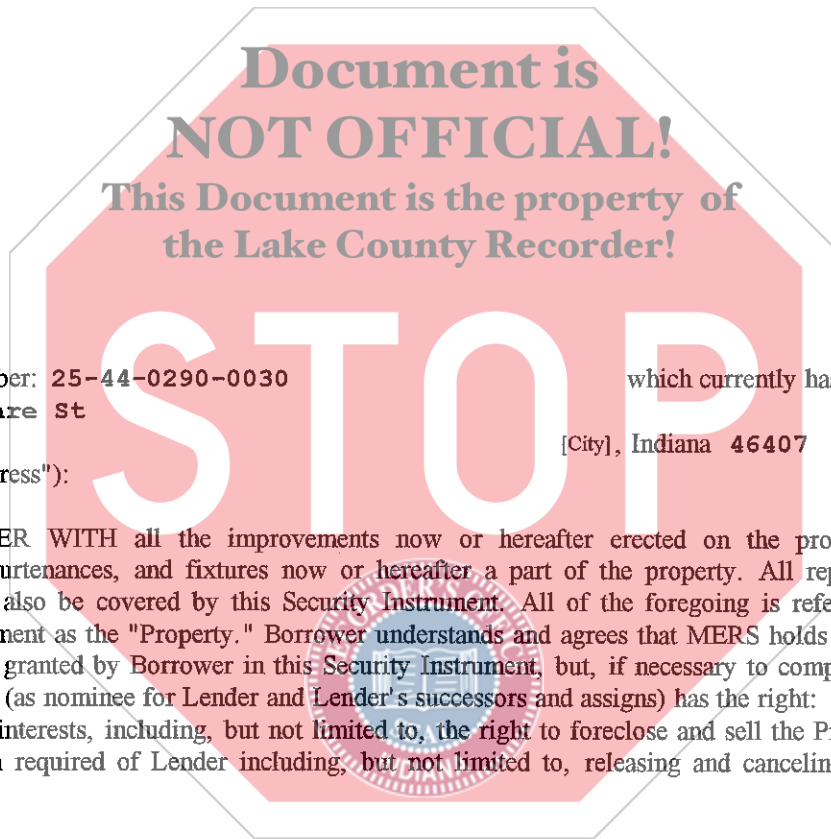 Document is
NOT OFFICIAL!
This Document is the property of
the Lake County Recorder!
STOP
ber: 25-44-0290-0030 which currently has
are St
[City], Indiana 46407
ress"):
ER WITH all the improvements now or hereafter erected on the pro
urtenances, and fixtures now or hereafter a part of the property. All rep
also be covered by this Security Instrument. All of the foregoing is refe
ment as the "Property." Borrower understands and agrees that MERS holds
granted by Borrower in this Security Instrument, but, if necessary to comp
(as nominee for Lender and Lender's successors and assigns) has the right:
interests, including, but not limited to, the right to foreclose and sell the P
required of Lender including, but not limited to, releasing and cancelin